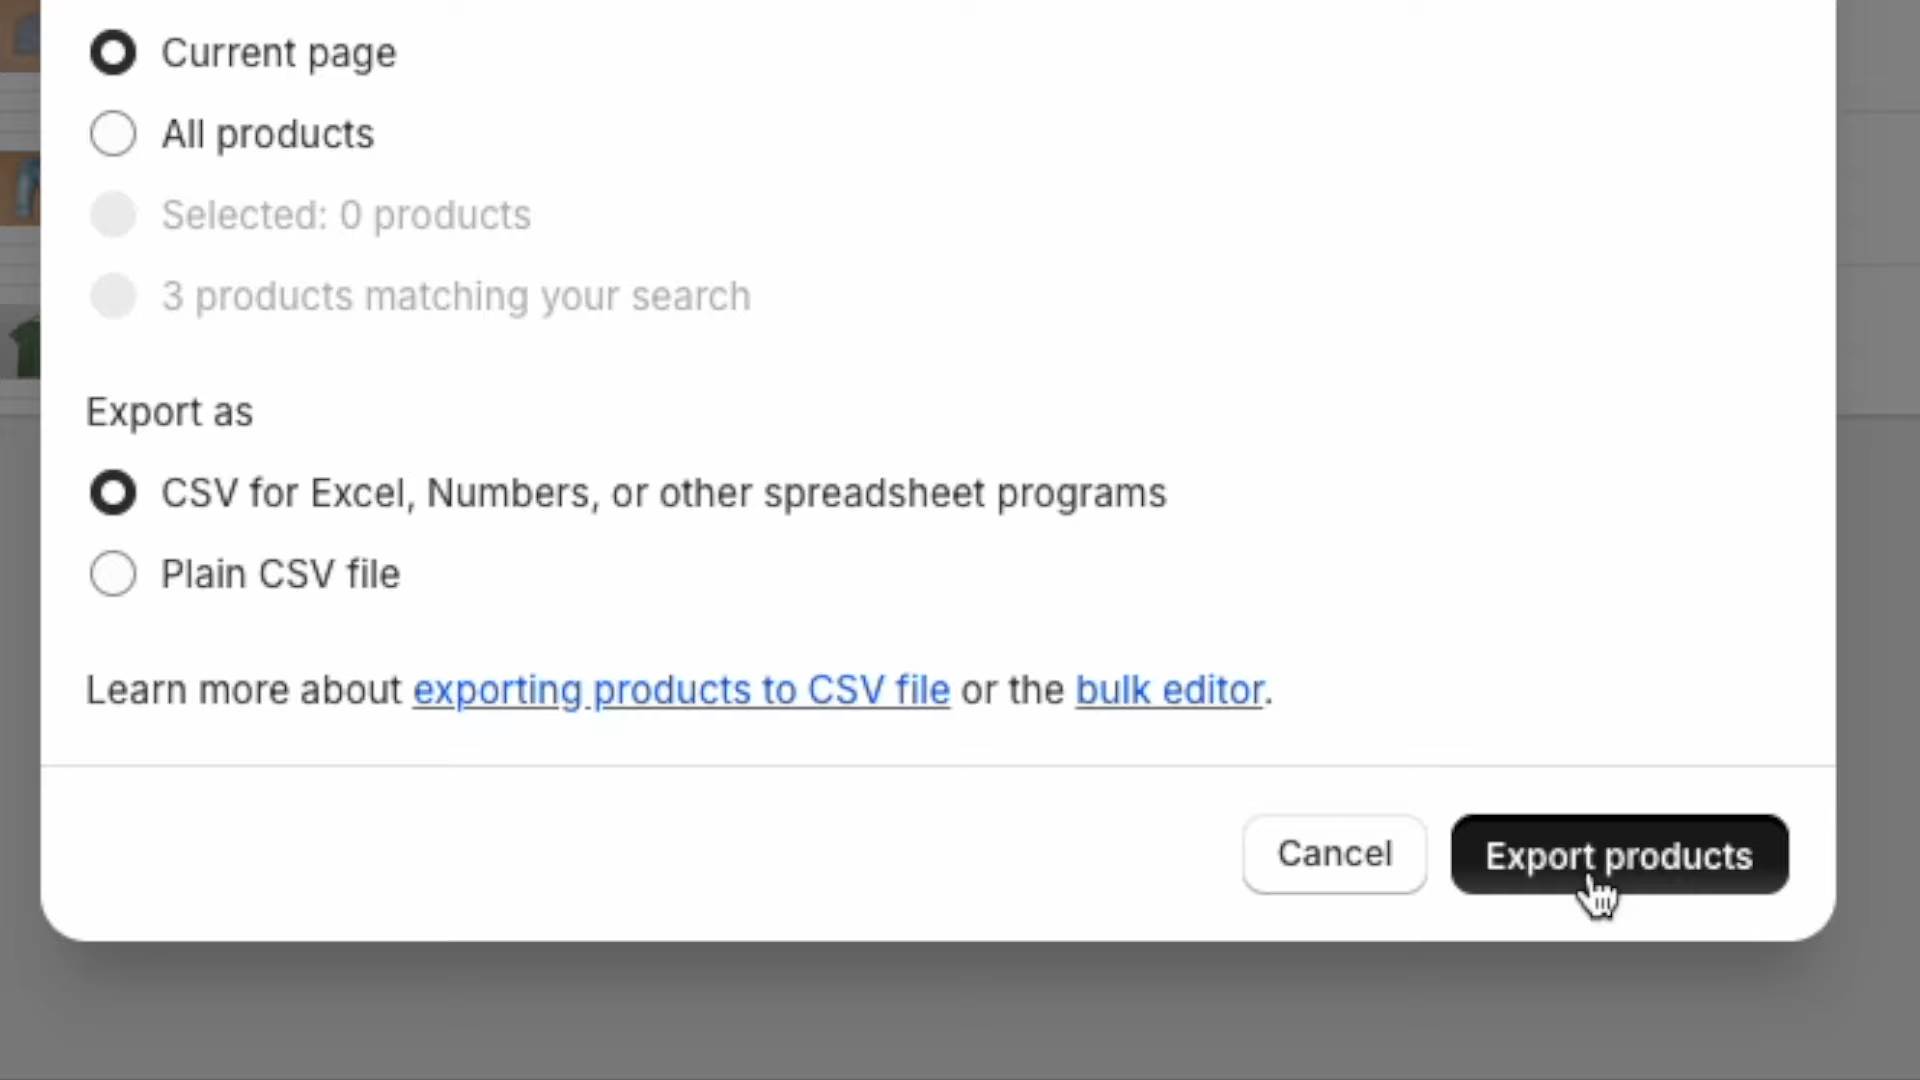 Current page
All products
Selected: 0 products
3 products matching your search
Export as
CSV for Excel, Numbers, or other spreadsheet programs
Plain CSV file
Learn more about exporting products to CSV file or the bulk editor.
Cancel
Export products